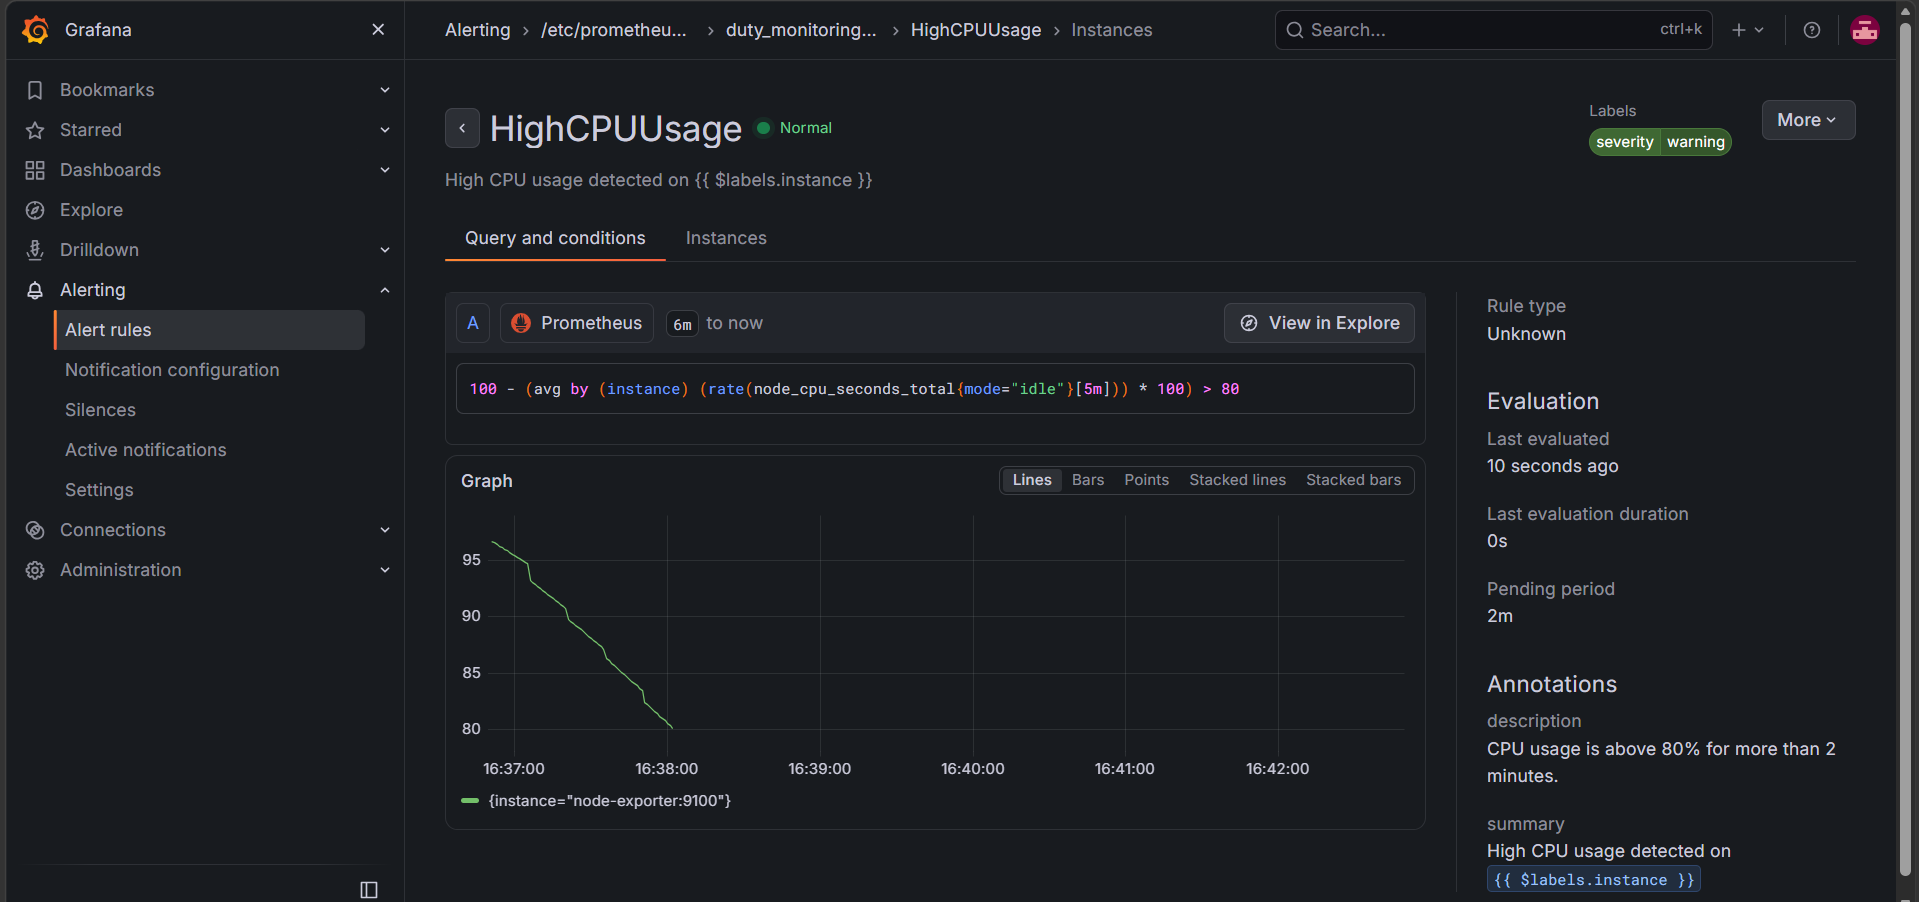 Grafana
Alerting > /etc/prometheu... > duty_monitoring... > HighCPUUsage > Instances
Search... ctrl+k
Bookmarks
Starred
Dashboards
Explore
Drilldown
Alerting
Alert rules
Notification configuration
Silences
Active notifications
Settings
Connections
Administration
HighCPUUsage Normal
Labels
severity warning
More
High CPU usage detected on {{ $labels.instance }}
Query and conditions Instances
A Prometheus 6m to now View in Explore
100 - (avg by (instance) (rate(node_cpu_seconds_total{mode="idle"}[5m])) * 100) > 80
Graph Lines Bars Points Stacked lines Stacked bars
95
90
85
80
16:37:00 16:38:00 16:39:00 16:40:00 16:41:00 16:42:00
{instance="node-exporter:9100"}
Rule type
Unknown
Evaluation
Last evaluated
10 seconds ago
Last evaluation duration
0s
Pending period
2m
Annotations
description
CPU usage is above 80% for more than 2
minutes.
summary
High CPU usage detected on
{{ $labels.instance }}